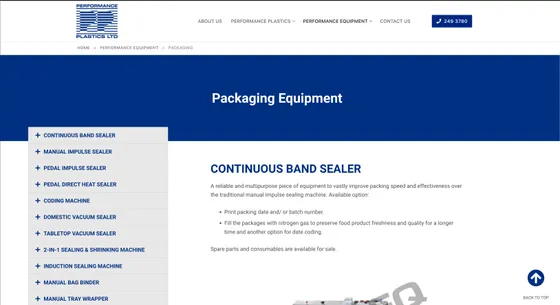 PERFORMANCE
PLASTICS LTD
ABOUT US PERFORMANCE PLASTICS PERFORMANCE EQUIPMENT CONTACT US 249 3780
HOME > PERFORMANCE EQUIPMENT > PACKAGING
Packaging Equipment
+ CONTINUOUS BAND SEALER
+ MANUAL IMPULSE SEALER
+ PEDAL IMPULSE SEALER
+ PEDAL DIRECT HEAT SEALER
+ CODING MACHINE
+ DOMESTIC VACUUM SEALER
+ TABLETOP VACUUM SEALER
+ 2-IN-1 SEALING & SHRINKING MACHINE
+ INDUCTION SEALING MACHINE
+ MANUAL BAG BINDER
+ MANUAL TRAY WRAPPER
CONTINUOUS BAND SEALER
A reliable and multipurpose piece of equipment to vastly improve packing speed and effectiveness over
the traditional manual impulse sealing machine. Available option:
• Print packing date and/ or batch number.
• Fill the packages with nitrogen gas to preserve food product freshness and quality for a longer
time and another option for date coding.
Spare parts and consumables are available for sale.
BACK TO TOP